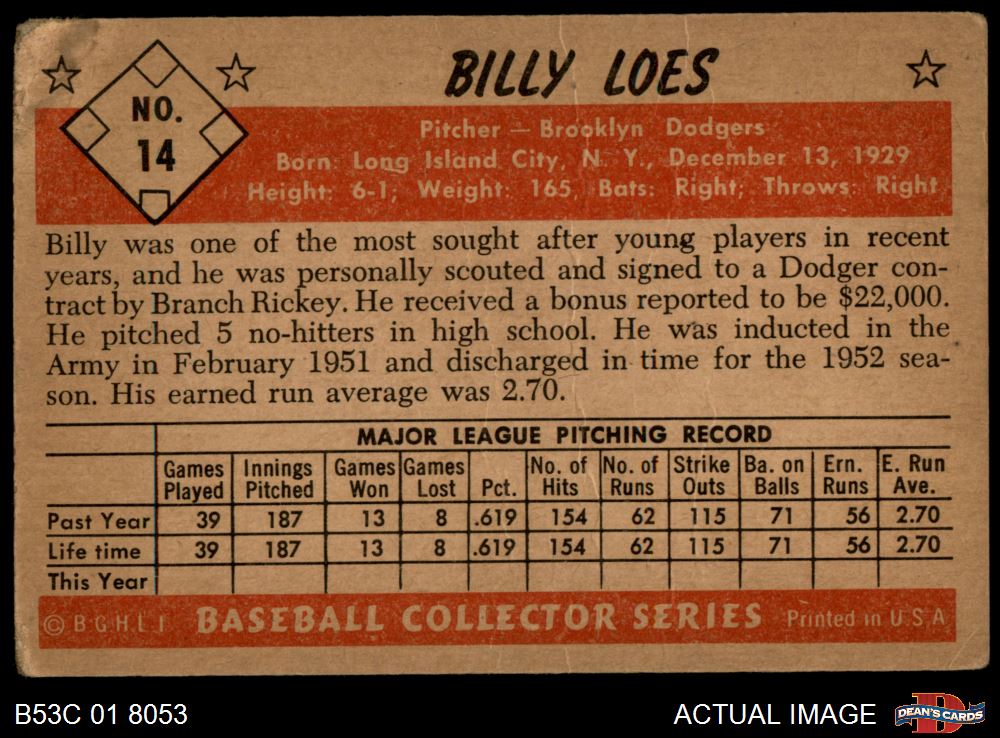 BILLY LOES
NO.
14
Pitcher — Brooklyn Dodgers
Born: Long Island City, N. Y., December 13, 1929
Height: 6-1; Weight: 165 Bats: Right; Throws: Right
Billy was one of the most sought after young players in recent
years, and he was personally scouted and signed to a Dodger con-
tract by Branch Rickey. He received a bonus reported to be $22,000.
He pitched 5 no-hitters in high school. He was inducted in the
Army in February 1951 and discharged in time for the 1952 sea-
son. His earned run average was 2.70.
MAJOR LEAGUE PITCHING RECORD
Games Played Innings Pitched Games Won Games Lost Pct. No. of Hits No. of Runs Strike Outs Ba. on Balls Ern. Runs E. Run Ave.
Past Year 39 187 13 8 .619 154 62 115 71 56 2.70
Life time 39 187 13 8 .619 154 62 115 71 56 2.70
This Year
© B G H L I BASEBALL COLLECTOR SERIES Printed in U S A
B53C 01 8053
ACTUAL IMAGE
DEAN'S CARDS